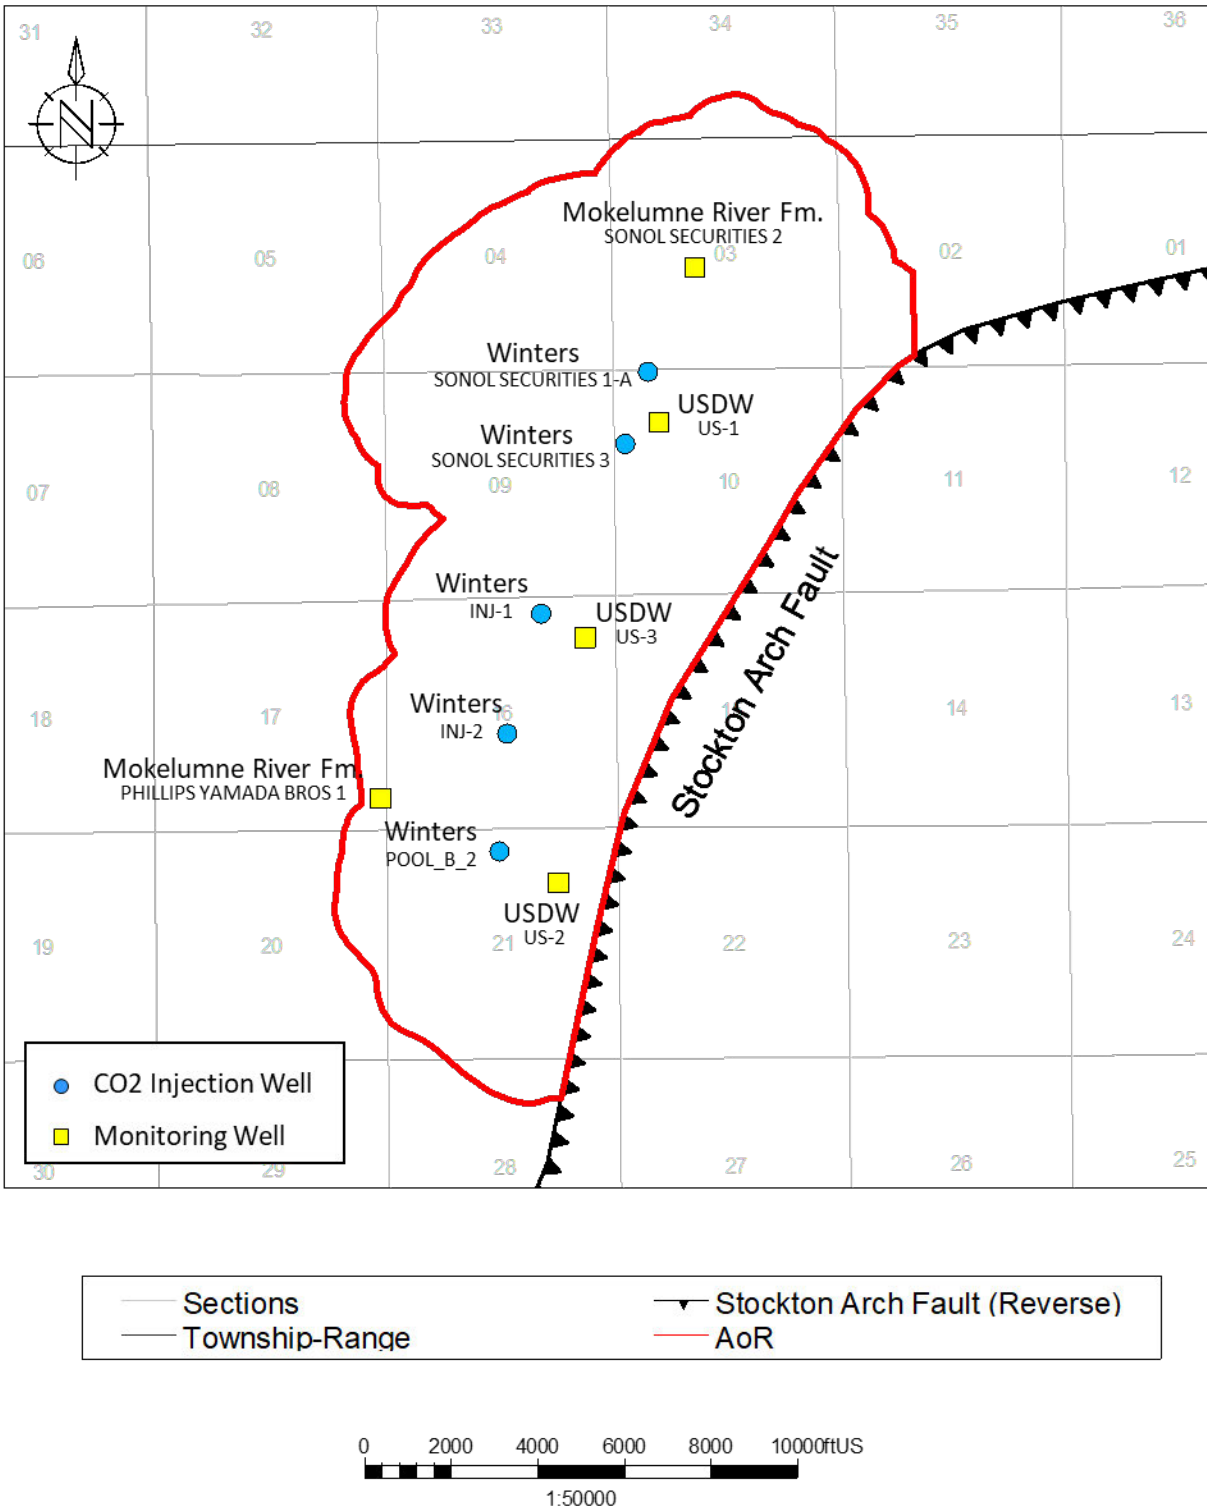 31
32
33
34
35
36
N
Mokelumne River Fm.
SONOL SECURITIES 2
06
05
04
03
02
01
Winters
SONOL SECURITIES 1-A
USDW
US-1
Winters
SONOL SECURITIES 3
07
08
09
10
11
12
Stockton Arch Fault
Winters
INJ-1
USDW
US-3
Winters
INJ-2
18
17
16
14
13
Mokelumne River Fm.
PHILLIPS YAMADA BROS 1
Winters
POOL_B_2
USDW
US-2
19
20
21
22
23
24
CO2 Injection Well
Monitoring Well
30
29
28
27
26
25
Sections
Stockton Arch Fault (Reverse)
Township-Range
AoR
0 2000 4000 6000 8000 10000ftUS
1:50000